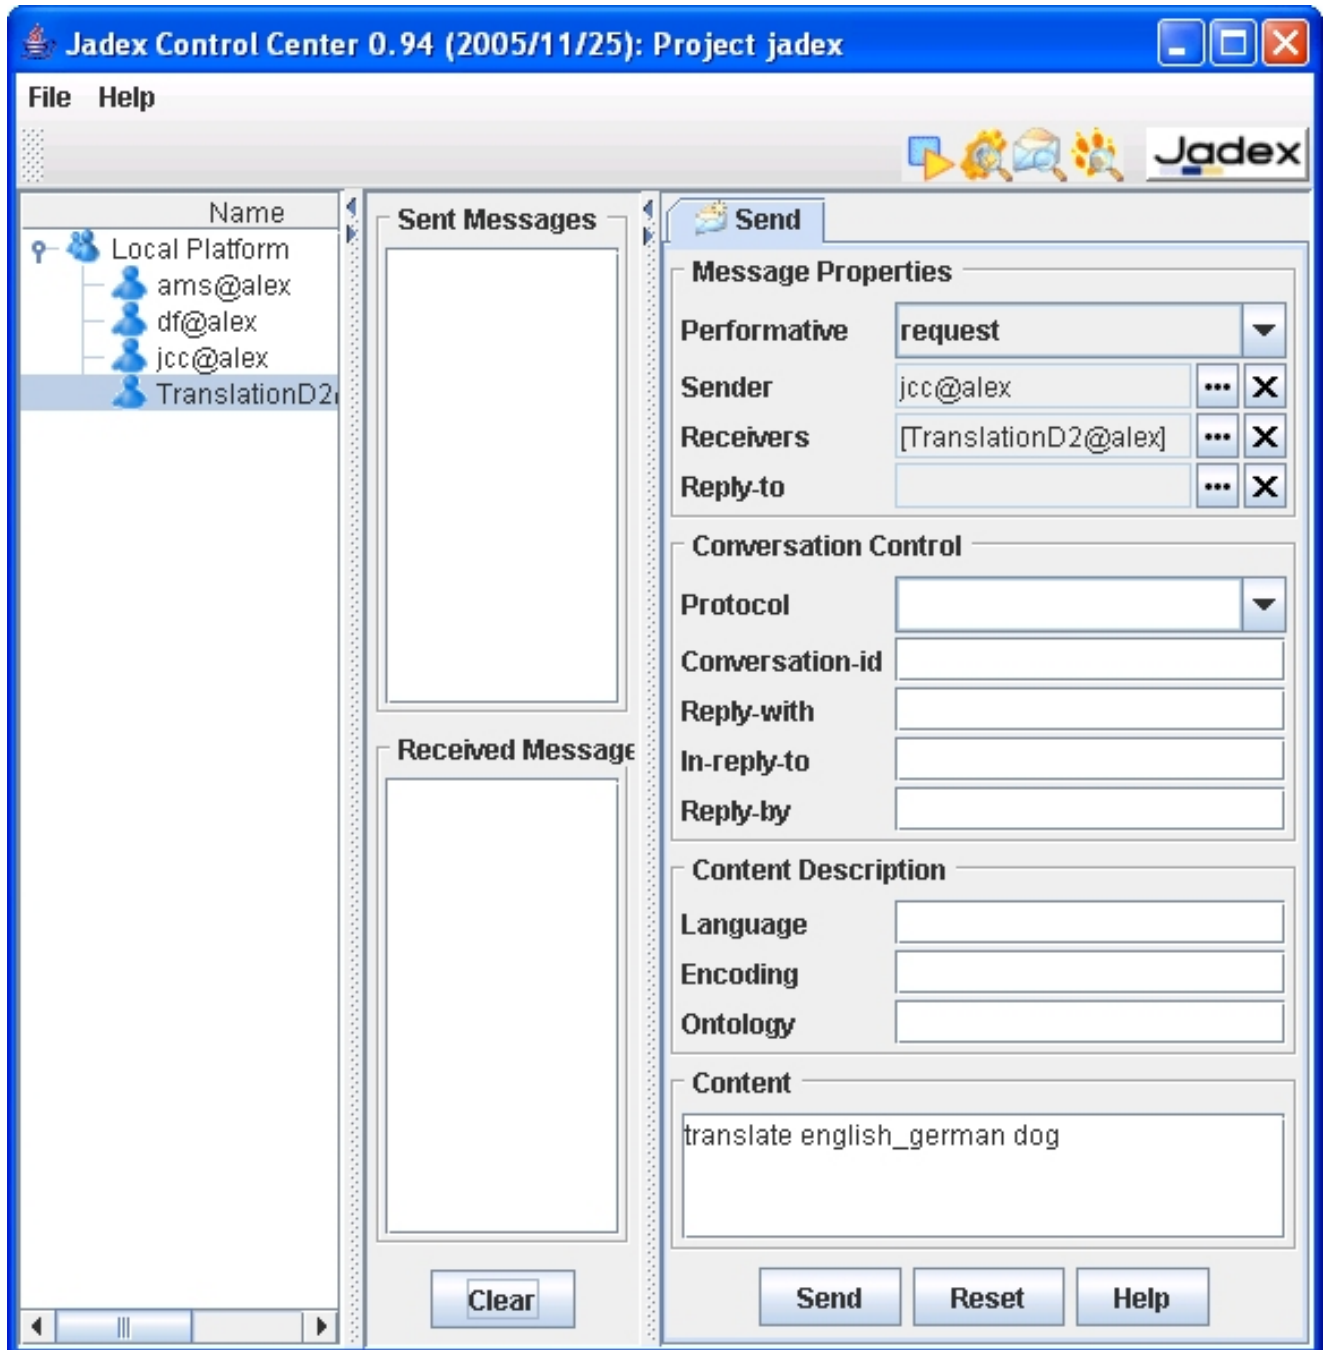 Jadex Control Center 0.94 (2005/11/25): Project jadex
File Help
Jadex
Name
Local Platform
ams@alex
df@alex
jcc@alex
TranslationD2
Sent Messages
Received Message
Clear
Send
Message Properties
Performative request
Sender jcc@alex ...
Receivers [TranslationD2@alex] ...
Reply-to ...
Conversation Control
Protocol
Conversation-id
Reply-with
In-reply-to
Reply-by
Content Description
Language
Encoding
Ontology
Content
translate english_german dog
Send Reset Help